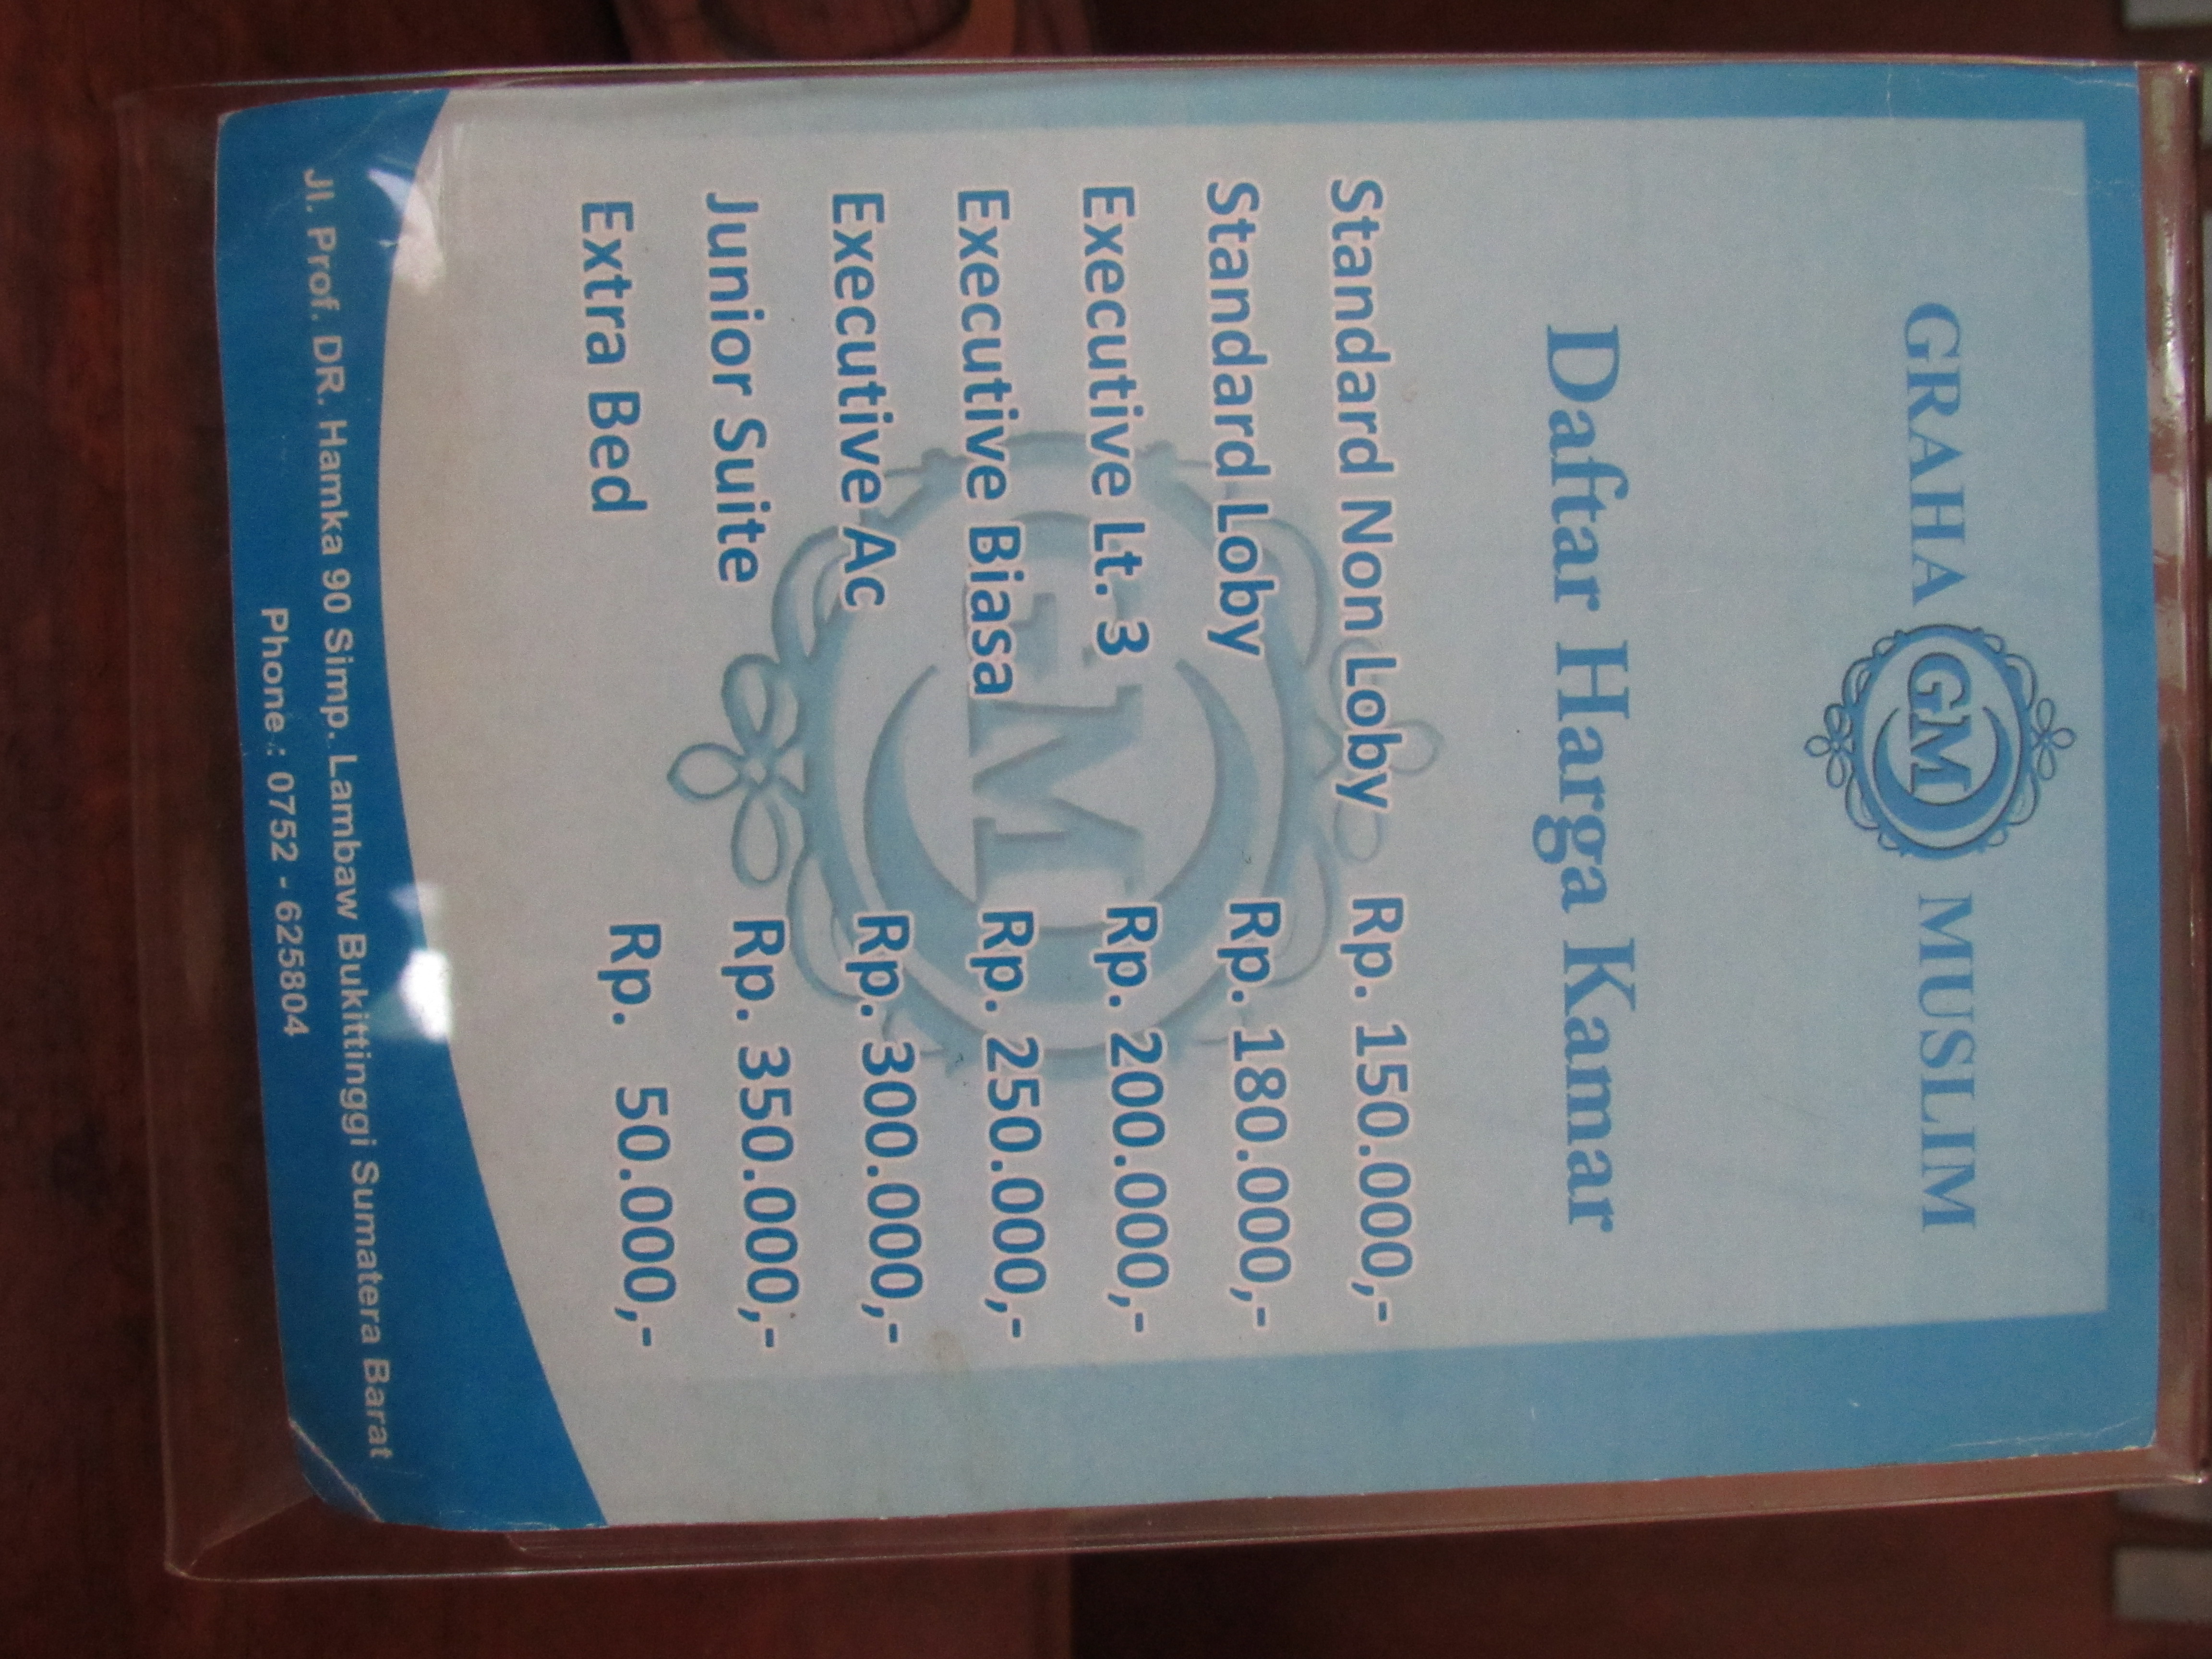 GRAHA GM MUSLIM
Daftar Harga Kamar
Standard Non Loby Rp. 150.000,-
Standard Loby Rp. 180.000,-
Executive Lt. 3 Rp. 200.000,-
Executive Biasa Rp. 250.000,-
Executive Ac Rp. 300.000,-
Junior Suite Rp. 350.000,-
Extra Bed Rp. 50.000,-
GM
Jl. Prof. DR. Hamka 90 Simp. Lambaw Bukittinggi Sumatera Barat
Phone : 0752 - 625804